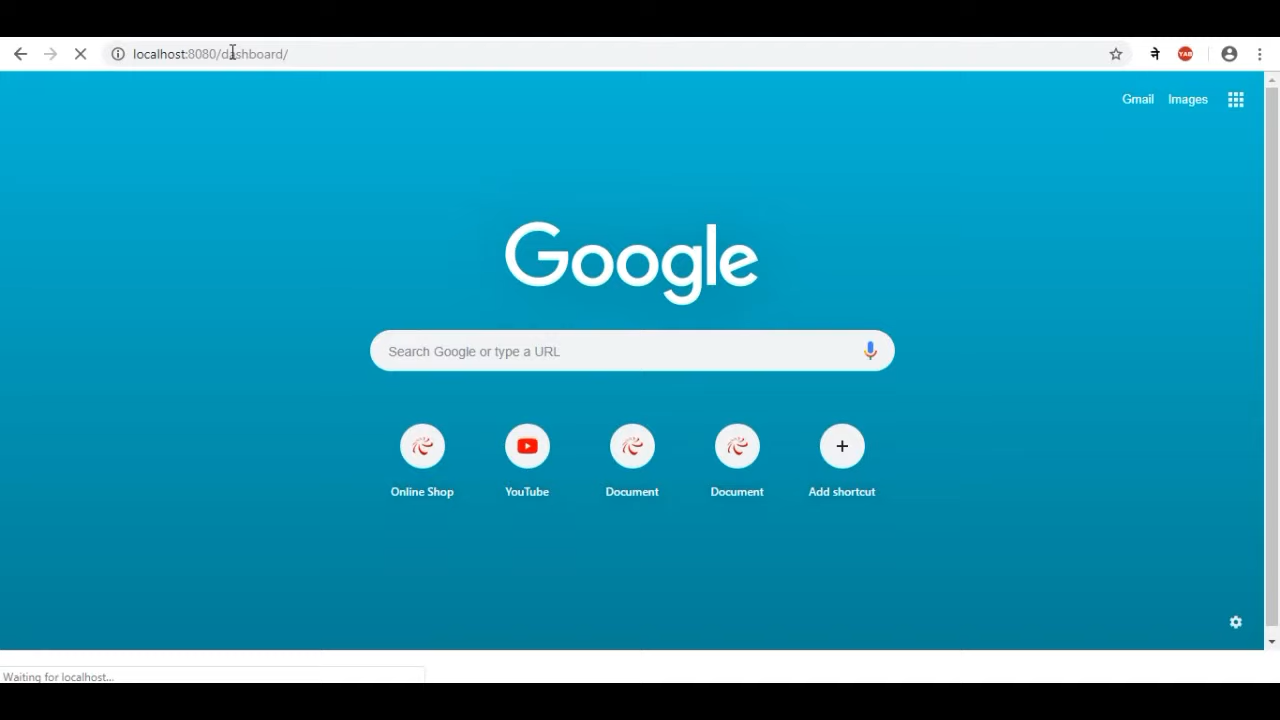 localhost:8080/dashboard/
ने
YAB
Gmail Images
Google
Search Google or type a URL
Online Shop YouTube Document Document Add shortcut
Waiting for localhost...